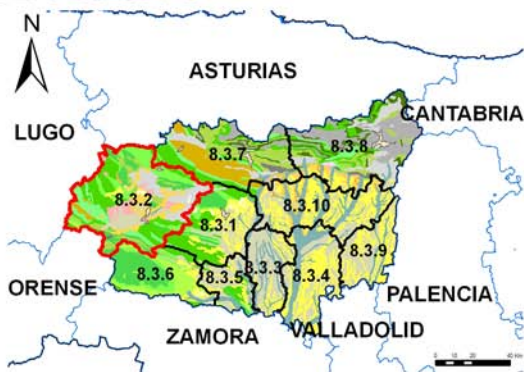 N
ASTURIAS
CANTABRIA
LUGO
8.3.7
8.3.8
8.3.2
8.3.10
8.3.1
8.3.9
8.3.6
8.3.5
8.3.3
8.3.4
ORENSE
PALENCIA
ZAMORA
VALLADOLID